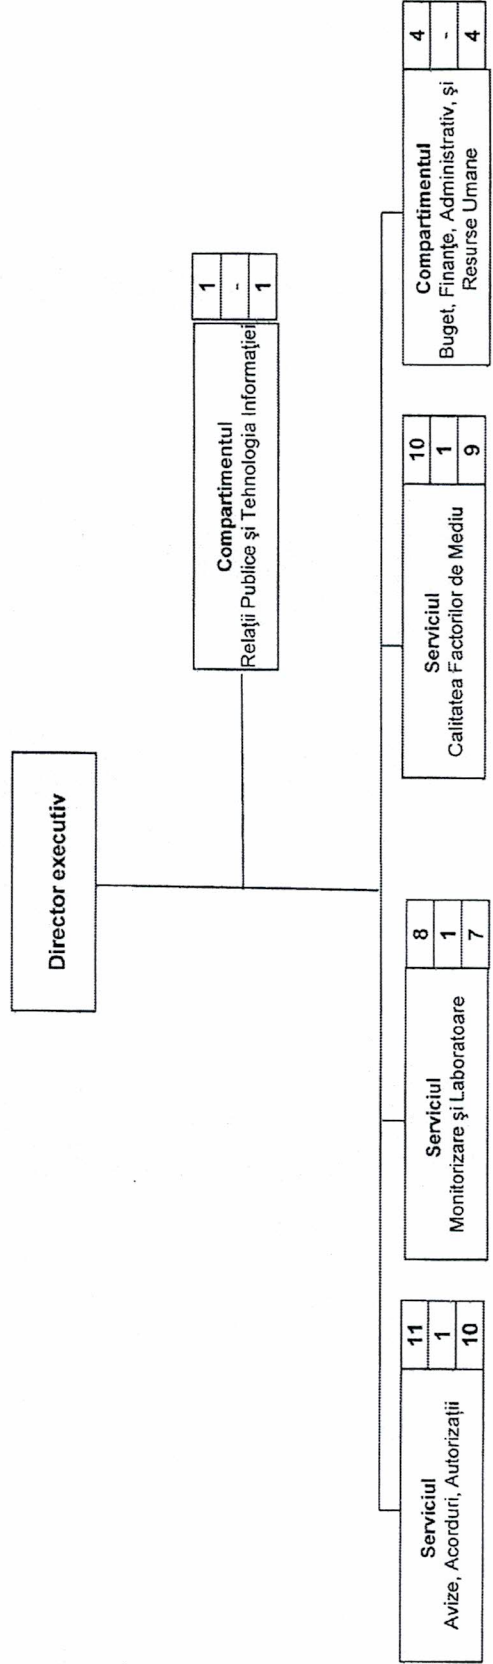 Director executiv
Compartimentul
Relaţii Publice şi Tehnologia Informaţiei
1
-
1
Serviciul
Avize, Acorduri, Autorizaţii
11
1
10
Serviciul
Monitorizare şi Laboratoare
8
1
7
Serviciul
Calitatea Factorilor de Mediu
10
1
9
Compartimentul
Buget, Finanţe, Administrativ, şi
Resurse Umane
4
-
4